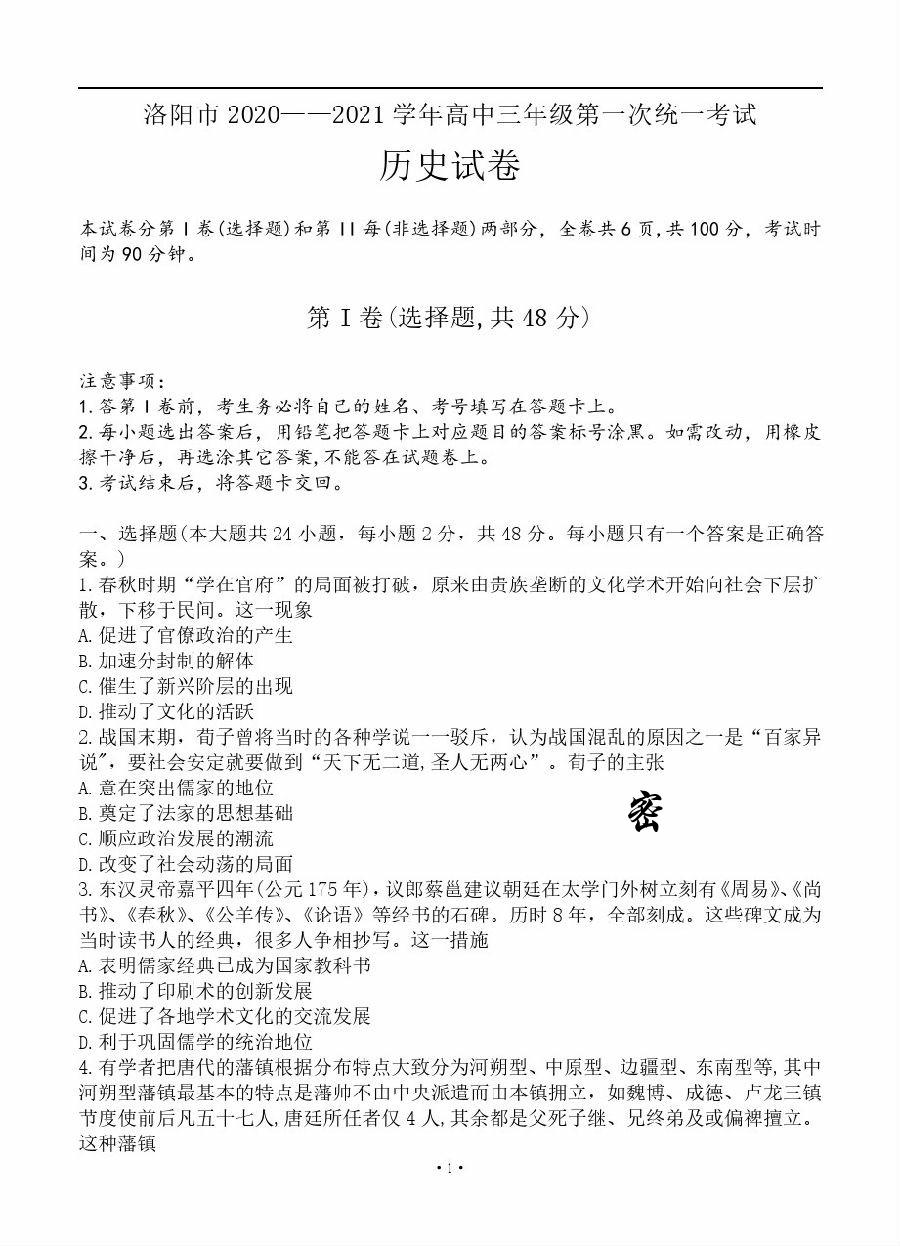 洛阳市 2020——2021 学年高中三年级第一次统一考试
历史试卷
本试卷分第 I 卷(选择题)和第 II 每(非选择题)两部分，全卷共 6 页,共 100 分，考试时
间为 90 分钟。
第 I 卷(选择题,共 48 分)
注意事项：
1.答第 I 卷前，考生务必将自己的姓名、考号填写在答题卡上。
2.每小题选出答案后，用铅笔把答题卡上对应题目的答案标号涂黑。如需改动，用橡皮
擦干净后，再选涂其它答案,不能答在试题卷上。
3.考试结束后，将答题卡交回。
一、选择题(本大题共 24 小题，每小题 2 分，共 48 分。每小题只有一个答案是正确答
案。)
1.春秋时期“学在官府”的局面被打破，原来由贵族垄断的文化学术开始向社会下层扩
散，下移于民间。这一现象
A.促进了官僚政治的产生
B.加速分封制的解体
C.催生了新兴阶层的出现
D.推动了文化的活跃
2.战国末期，荀子曾将当时的各种学说一一驳斥，认为战国混乱的原因之一是“百家异
说"，要社会安定就要做到“天下无二道,圣人无两心”。荀子的主张
A.意在突出儒家的地位
B.奠定了法家的思想基础
C.顺应政治发展的潮流
D.改变了社会动荡的局面
密
3.东汉灵帝嘉平四年(公元 175 年),议郎蔡邕建议朝廷在太学门外树立刻有《周易》、《尚
书》、《春秋》、《公羊传》、《论语》等经书的石碑。历时 8 年，全部刻成。这些碑文成为
当时读书人的经典，很多人争相抄写。这一措施
A.表明儒家经典已成为国家教科书
B.推动了印刷术的创新发展
C.促进了各地学术文化的交流发展
D.利于巩固儒学的统治地位
4.有学者把唐代的藩镇根据分布特点大致分为河朔型、中原型、边疆型、东南型等,其中
河朔型藩镇最基本的特点是藩帅不由中央派遣而由本镇拥立，如魏博、成德、卢龙三镇
节度使前后凡五十七人,唐廷所任者仅 4 人,其余都是父死子继、兄终弟及或偏裨擅立。
这种藩镇
·1·